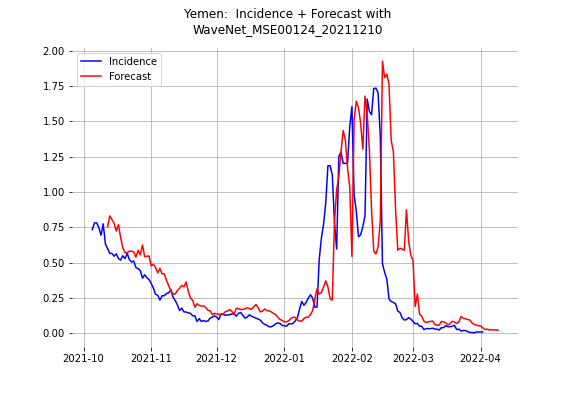 Yemen:  Incidence + Forecast with
WaveNet_MSE00124_20211210
Incidence
Forecast
2.00
1.75
1.50
1.25
1.00
0.75
0.50
0.25
0.00
2021-10 2021-11 2021-12 2022-01 2022-02 2022-03 2022-04